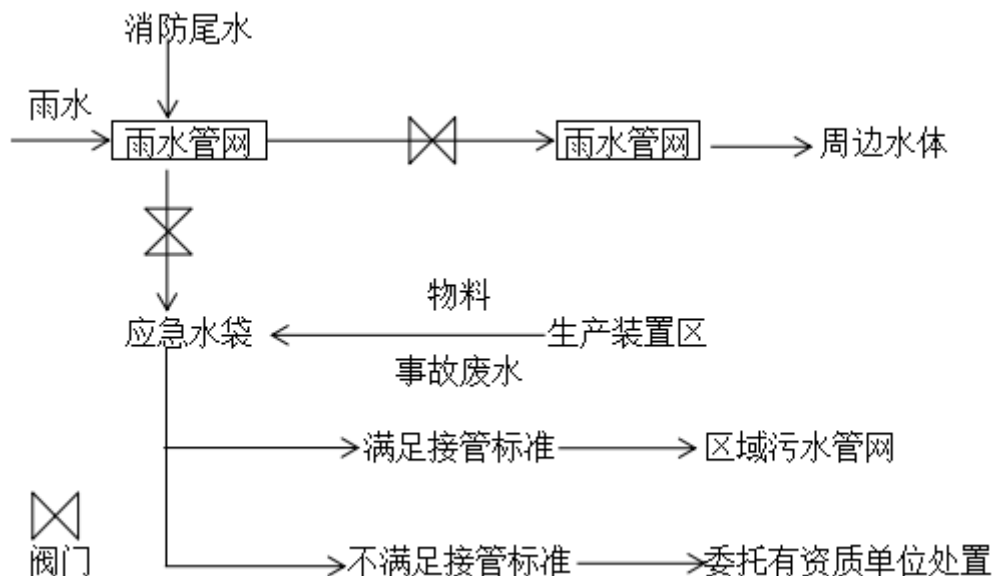 消防尾水
雨水
雨水管网
雨水管网
周边水体
物料
应急水袋
生产装置区
事故废水
满足接管标准
区域污水管网
阀门
不满足接管标准
委托有资质单位处置